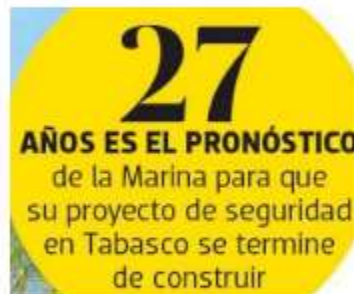 27
AÑOS ES EL PRONÓSTICO
de la Marina para que
su proyecto de seguridad
en Tabasco se termine
de construir